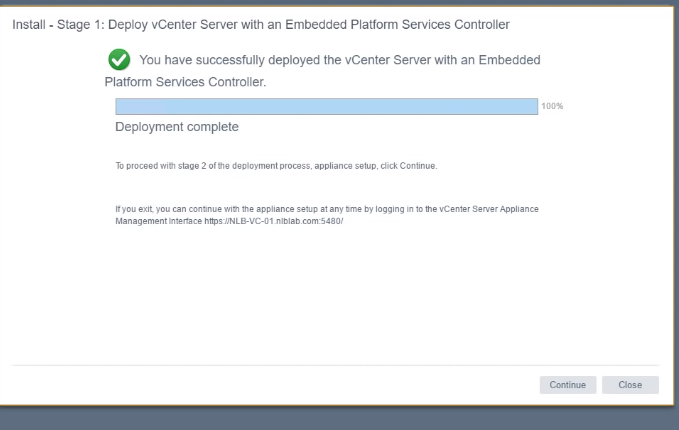 Install - Stage 1: Deploy vCenter Server with an Embedded Platform Services Controller
You have successfully deployed the vCenter Server with an Embedded
Platform Services Controller.
100%
Deployment complete
To proceed with stage 2 of the deployment process, appliance setup, click Continue.
If you exit, you can continue with the appliance setup at any time by logging in to the vCenter Server Appliance
Management Interface https://NLB-VC-01.nlblab.com:5480/
Continue
Close